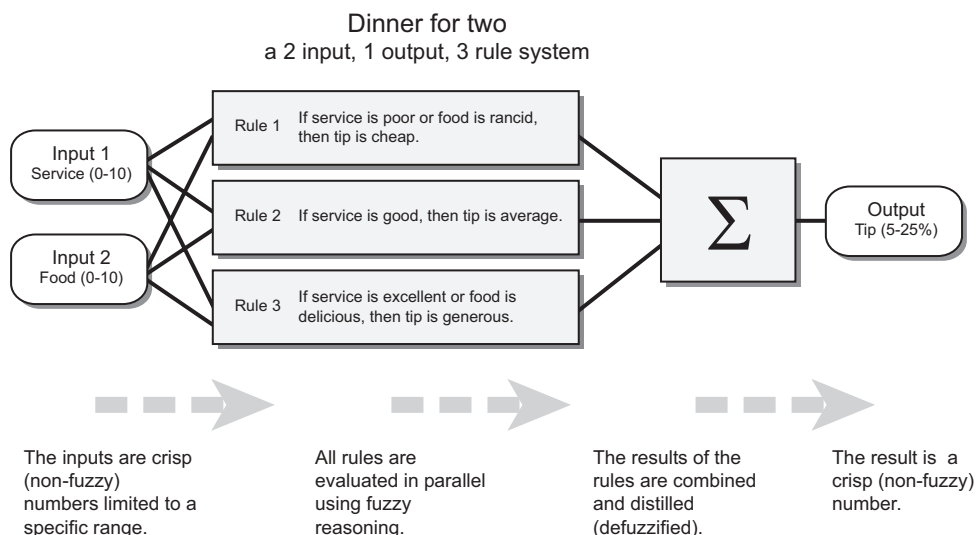 Dinner for two
a 2 input, 1 output, 3 rule system
Input 1
Service (0-10)
Input 2
Food (0-10)
Rule 1
If service is poor or food is rancid,
then tip is cheap.
Rule 2
If service is good, then tip is average.
Rule 3
If service is excellent or food is
delicious, then tip is generous.
Σ
Output
Tip (5-25%)
The inputs are crisp
(non-fuzzy)
numbers limited to a
specific range.
All rules are
evaluated in parallel
using fuzzy
reasoning.
The results of the
rules are combined
and distilled
(defuzzified).
The result is a
crisp (non-fuzzy)
number.